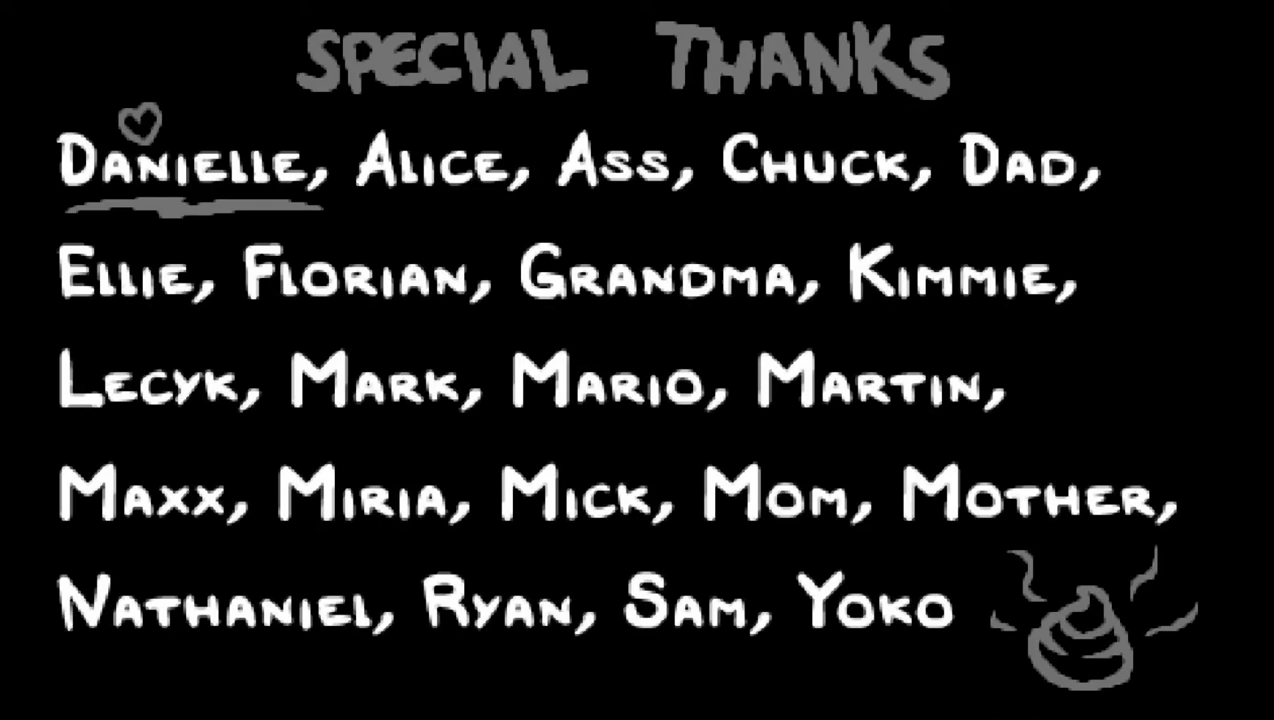 SPECIAL THANKS
DANIELLE, ALICE, ASS, CHUCK, DAD,
ELLIE, FLORIAN, GRANDMA, KIMMIE,
LECYK, MARK, MARIO, MARTIN,
MAXX, MIRIA, MICK, MOM, MOTHER,
NATHANIEL, RYAN, SAM, YOKO